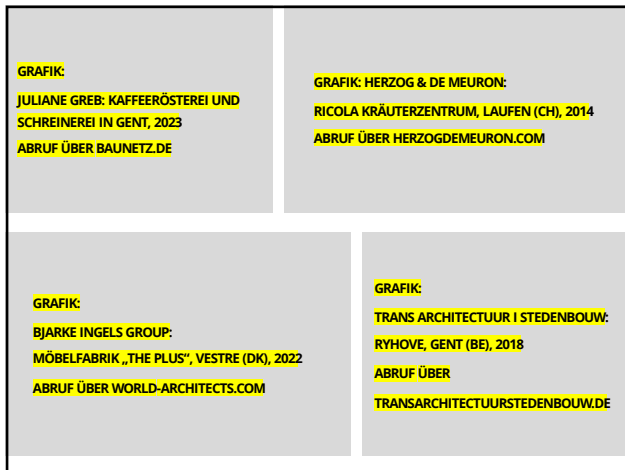 GRAFIK:
JULIANE GREB: KAFFEERÖSTEREI UND
SCHREINEREI IN GENT, 2023
ABRUF ÜBER BAUNETZ.DE
GRAFIK: HERZOG & DE MEURON:
RICOLA KRÄUTERZENTRUM, LAUFEN (CH), 2014
ABRUF ÜBER HERZOGDEMEURON.COM
GRAFIK:
BJARKE INGELS GROUP:
MÖBELFABRIK „THE PLUS”, VESTRE (DK), 2022
ABRUF ÜBER WORLD-ARCHITECTS.COM
GRAFIK:
TRANS ARCHITECTUUR I STEDENBOUW:
RYHOVE, GENT (BE), 2018
ABRUF ÜBER
TRANSARCHITECTUURSTEDENBOUW.DE